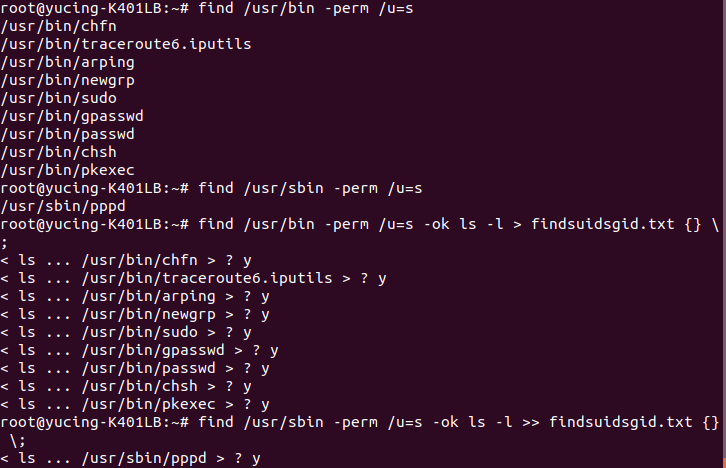 root@yucing-K401LB:~# find /usr/bin -perm /u=s
/usr/bin/chfn
/usr/bin/traceroute6.iputils
/usr/bin/arping
/usr/bin/newgrp
/usr/bin/sudo
/usr/bin/gpasswd
/usr/bin/passwd
/usr/bin/chsh
/usr/bin/pkexec
root@yucing-K401LB:~# find /usr/sbin -perm /u=s
/usr/sbin/pppd
root@yucing-K401LB:~# find /usr/bin -perm /u=s -ok ls -l > findsuidsgid.txt {} \
;
< ls ... /usr/bin/chfn > ? y
< ls ... /usr/bin/traceroute6.iputils > ? y
< ls ... /usr/bin/arping > ? y
< ls ... /usr/bin/newgrp > ? y
< ls ... /usr/bin/sudo > ? y
< ls ... /usr/bin/gpasswd > ? y
< ls ... /usr/bin/passwd > ? y
< ls ... /usr/bin/chsh > ? y
< ls ... /usr/bin/pkexec > ? y
root@yucing-K401LB:~# find /usr/sbin -perm /u=s -ok ls -l >> findsuidsgid.txt {}
 \;
< ls ... /usr/sbin/pppd > ? y